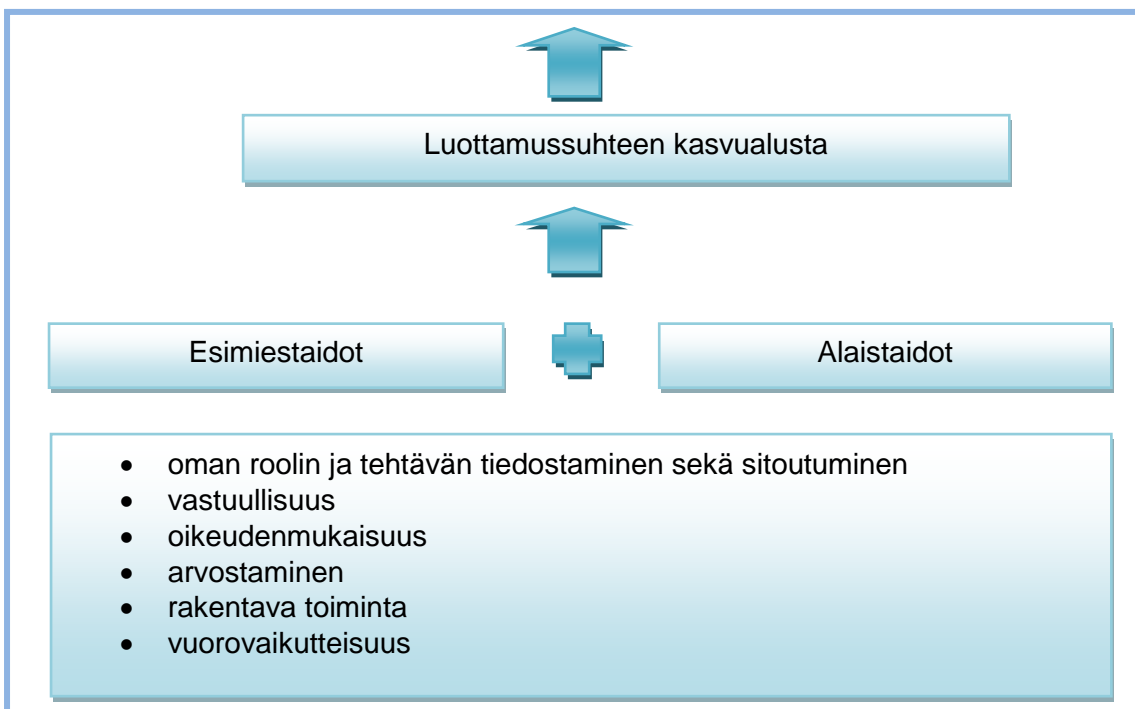 Luottamussuhteen kasvualusta
Esimiestaidot
Alaistaidot
• oman roolin ja tehtävän tiedostaminen sekä sitoutuminen
• vastuullisuus
• oikeudenmukaisuus
• arvostaminen
• rakentava toiminta
• vuorovaikutteisuus